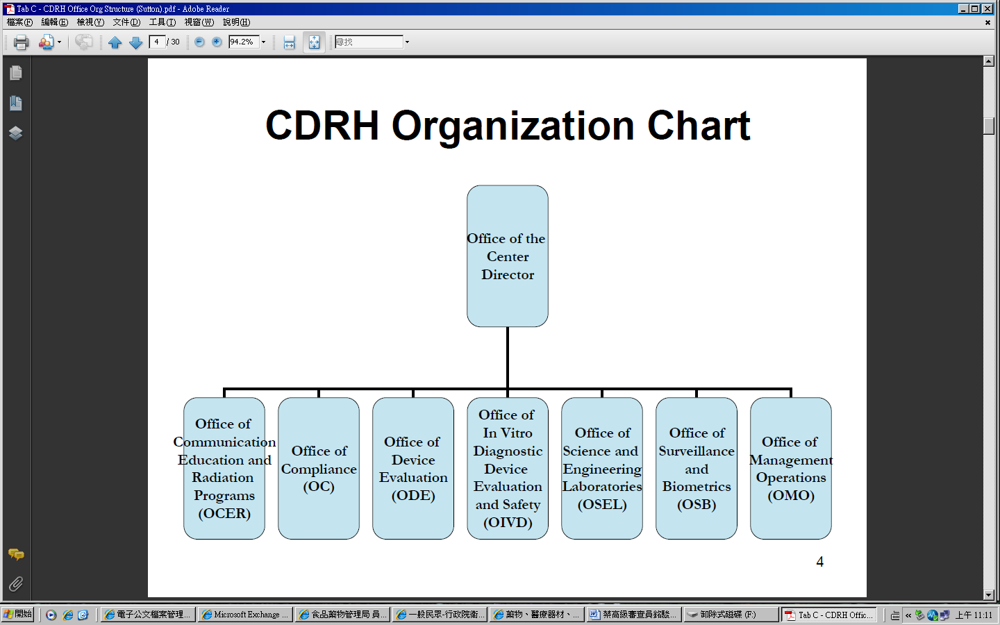 Tab C - CDRH Office Org Structure (Sutton).pdf - Adobe Reader
檔案(F) 編輯(E) 檢視(V) 文件(D) 工具(T) 視窗(W) 說明(H)
4 / 30 94.2% 尋找
CDRH Organization Chart
Office of the
Center
Director
Office of
Communication
Education and
Radiation
Programs
(OCER)
Office of
Compliance
(OC)
Office of
Device
Evaluation
(ODE)
Office of
In Vitro
Diagnostic
Device
Evaluation
and Safety
(OIVD)
Office of
Science and
Engineering
Laboratories
(OSEL)
Office of
Surveillance
and
Biometrics
(OSB)
Office of
Management
Operations
(OMO)
4
開始 電子公文檔案管理... Microsoft Exchange ... 食品藥物管理局 員... 一般民眾-行政院衛... 藥物、醫療器材、... 禁高級審查員銘駿... 卸除式磁碟 (F:) Tab C - CDRH Offic... 上午 11:11